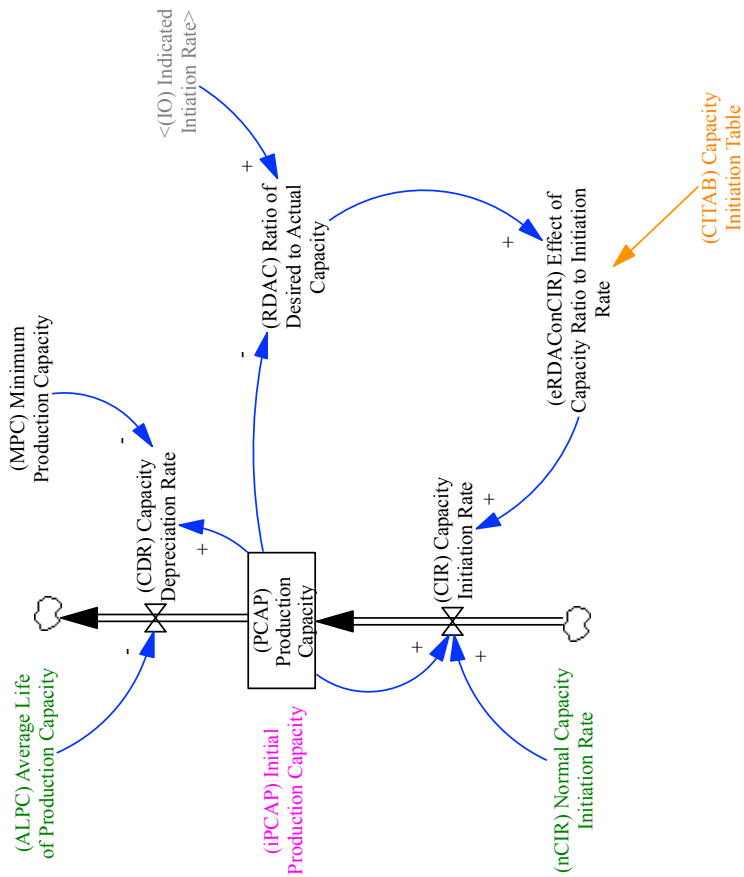 <(IO) Indicated
Intiation Rate>
(MPC) Minimum
Production Capacity
+
(CITAB) Capacity
Initiation Table
(RDAC) Ratio of
Desired to Actual
Capacity
-
-
+
(CDR) Capacity
Depreciation Rate
+
(eRDAConCIR) Effect of
Capacity Ratio to Initiation
Rate
+
(ALPC) Average Life
of Production Capacity
-
(PCAP)
Production
Capacity
(CIR) Capacity
Initiation Rate
+
+
(iPCAP) Initial
Production Capacity
(nCIR) Normal Capacity
Initiation Rate